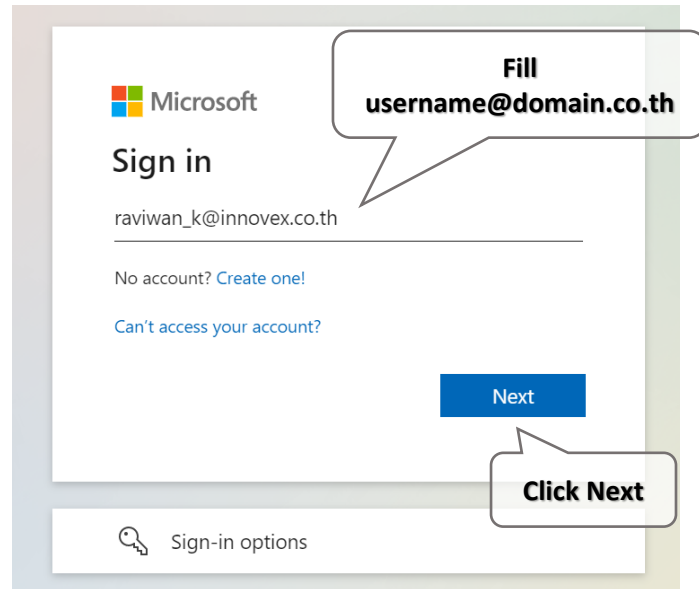 Fill
username@domain.co.th
Microsoft
Sign in
raviwan_k@innovex.co.th
No account? Create one!
Can't access your account?
Next
Click Next
Sign-in options